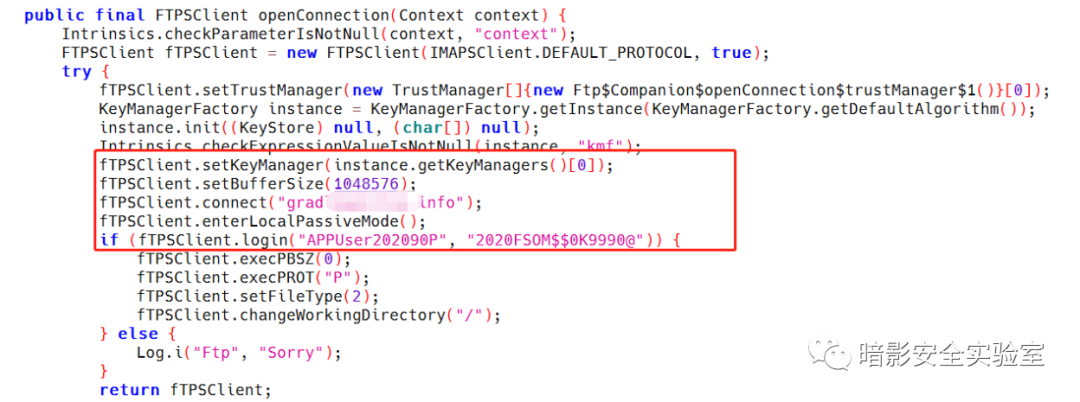 public final FTPSClient openConnection(Context context) {
Intrinsics.checkParameterIsNotNull(context, "context");
FTPSClient fTPSClient = new FTPSClient(IMAPSClient.DEFAULT_PROTOCOL, true);
try {
fTPSClient.setTrustManager(new TrustManager[]{new Ftp$Companion$openConnection$trustManager$1()}[0]);
KeyManagerFactory instance = KeyManagerFactory.getInstance(KeyManagerFactory.getDefaultAlgorithm());
instance.init((KeyStore) null, (char[]) null);
Intrinsics.checkExpressionValueIsNotNull(instance, "kmf");
fTPSClient.setKeyManager(instance.getKeyManagers()[0]);
fTPSClient.setBufferSize(1048576);
fTPSClient.connect("grad info");
fTPSClient.enterLocalPassiveMode();
if (fTPSClient.login("APPUser202090P", "2020FSOM$$0K9990@")) {
fTPSClient.execPBSZ(0);
fTPSClient.execPROT("P");
fTPSClient.setFileType(2);
fTPSClient.changeWorkingDirectory("/");
} else {
Log.i("Ftp", "Sorry");
}
return fTPSClient;
暗影安全实验室